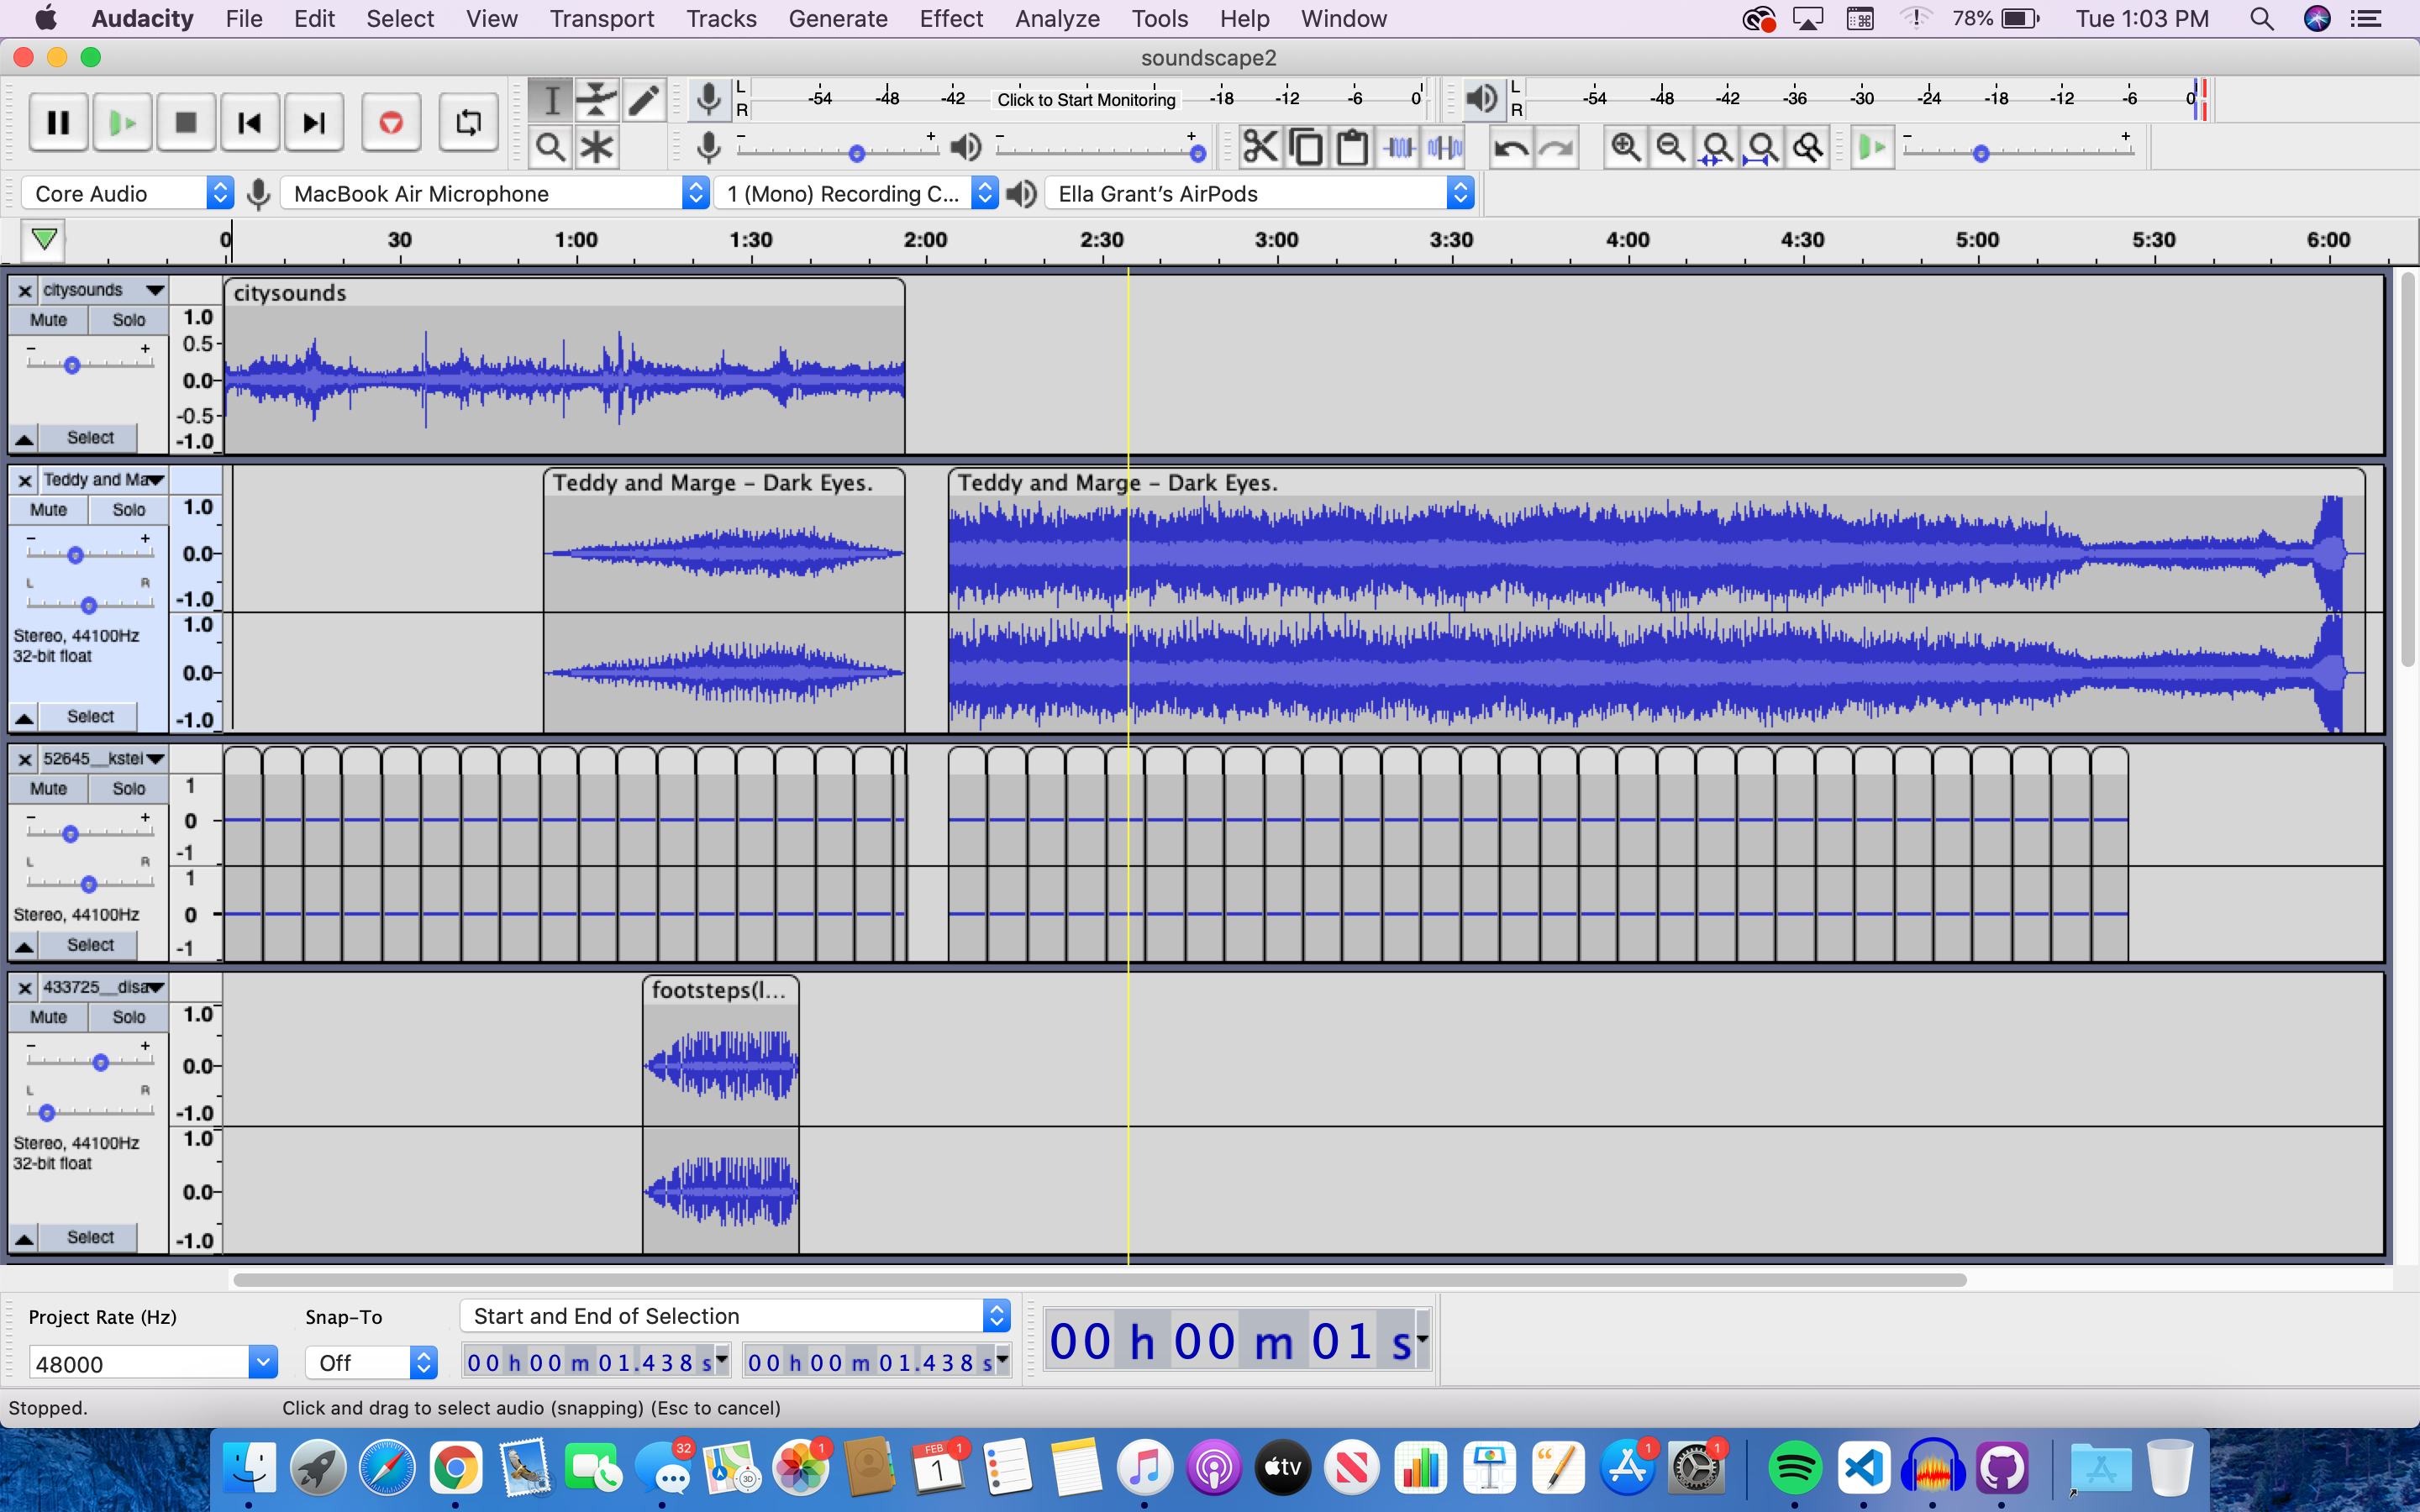 Audacity File Edit Select View Transport Tracks Generate Effect Analyze Tools Help Window 78% Tue 1:03 PM
soundscape2
L -54 -48 -42 Click to Start Monitoring -18 -12 -6 0 L -54 -48 -42 -36 -30 -24 -18 -12 -6 0
R R
- + - + - +
Core Audio MacBook Air Microphone 1 (Mono) Recording C... Ella Grant's AirPods
0 30 1:00 1:30 2:00 2:30 3:00 3:30 4:00 4:30 5:00 5:30 6:00
citysounds citysounds
Mute Solo 1.0
- + 0.5
0.0
-0.5
Select -1.0
Teddy and Ma Teddy and Marge – Dark Eyes. Teddy and Marge – Dark Eyes.
Mute Solo 1.0
- + 0.0
L R
-1.0
Stereo, 44100Hz 1.0
32-bit float
0.0
Select -1.0
52645__kstei
Mute Solo 1
- + 0
L R -1
1
Stereo, 44100Hz 0
Select -1
433725__disa footsteps(l...
Mute Solo 1.0
- + 0.0
L R
-1.0
Stereo, 44100Hz 1.0
32-bit float
0.0
Select -1.0
Project Rate (Hz) Snap-To Start and End of Selection
48000 Off 00 h 00 m 01.438 s 00 h 00 m 01.438 s 00 h 00 m 01 s
Stopped. Click and drag to select audio (snapping) (Esc to cancel)
32 3D 1 FEB 1 1 tv 1 1